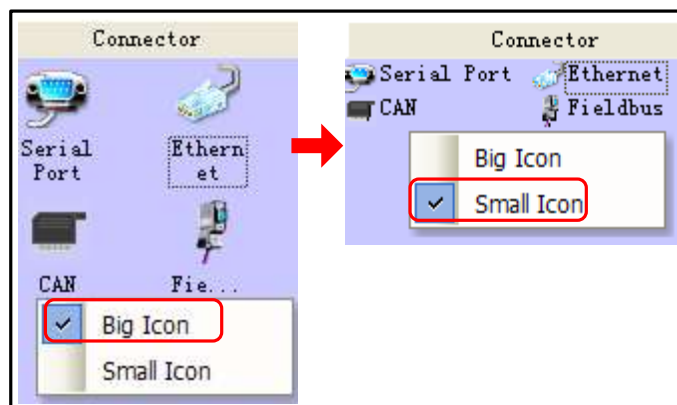 Connector
Serial Port
Ethern et
CAN
Fie...
Big Icon
Small Icon
Connector
Serial Port Ethernet
CAN Fieldbus
Big Icon
Small Icon